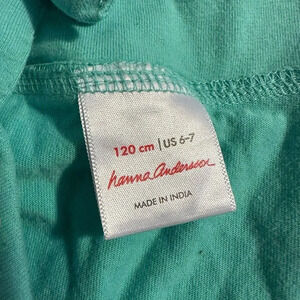 120 cm | US 6-7
hanna Andersson
MADE IN INDIA